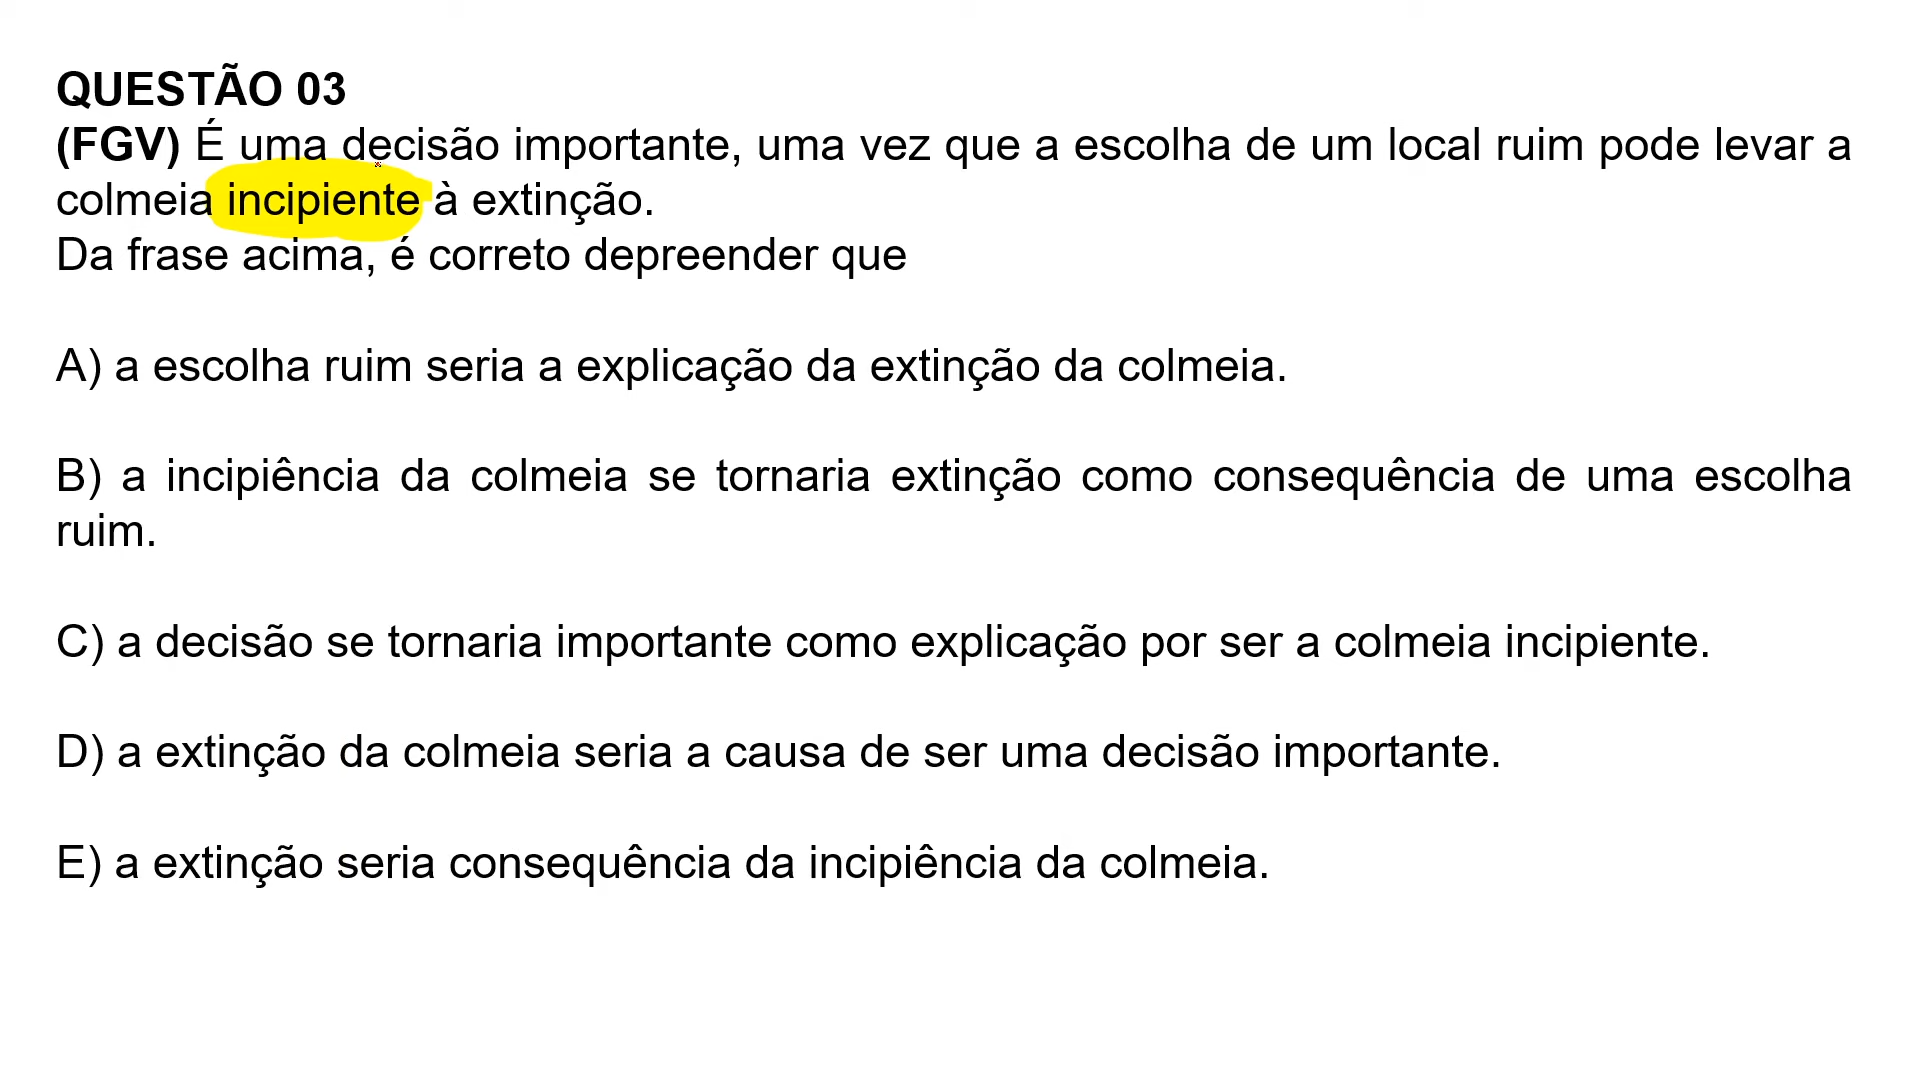 QUESTÃO 03
(FGV) É uma decisão importante, uma vez que a escolha de um local ruim pode levar a
colmeia incipiente à extinção.
Da frase acima, é correto depreender que
A) a escolha ruim seria a explicação da extinção da colmeia.
B) a incipiência da colmeia se tornaria extinção como consequência de uma escolha
ruim.
C) a decisão se tornaria importante como explicação por ser a colmeia incipiente.
D) a extinção da colmeia seria a causa de ser uma decisão importante.
E) a extinção seria consequência da incipiência da colmeia.